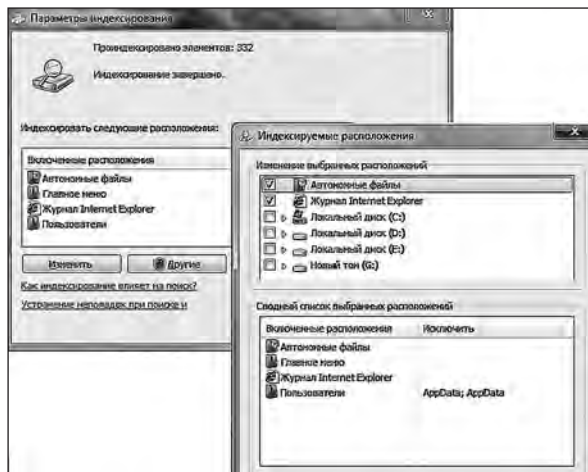 Параметры индексирования
Проиндексировано элементов: 332
Индексирование завершено.
Индексировать следующие расположения:
Включенные расположения
Автономные файлы
Главное меню
Журнал Internet Explorer
Пользователи
Изменить
Другие
Как индексирование влияет на поиск?
Устранение неполадок при поиске и
Индексируемые расположения
Изменение выбранных расположений
Автономные файлы
Журнал Internet Explorer
Локальный диск (C:)
Локальный диск (D:)
Локальный диск (E:)
Новый том (G:)
Сводный список выбранных расположений
Включенные расположения Исключить
Автономные файлы
Главное меню
Журнал Internet Explorer
Пользователи AppData; AppData